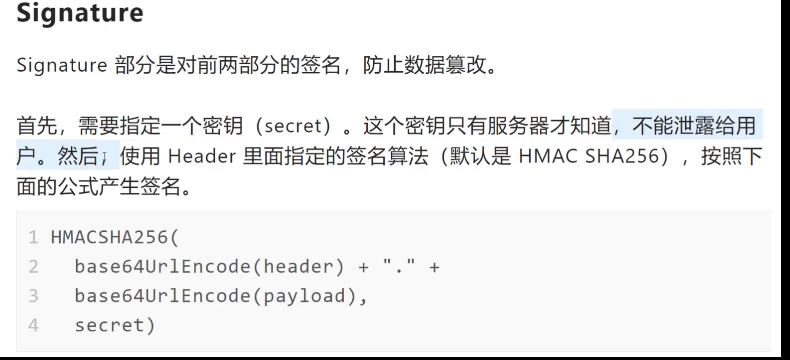 Signature
Signature 部分是对前两部分的签名，防止数据篡改。
首先，需要指定一个密钥（secret）。这个密钥只有服务器才知道，不能泄露给用
户。然后，使用 Header 里面指定的签名算法（默认是 HMAC SHA256），按照下
面的公式产生签名。
1 HMACSHA256(
2   base64UrlEncode(header) + "." +
3   base64UrlEncode(payload),
4   secret)